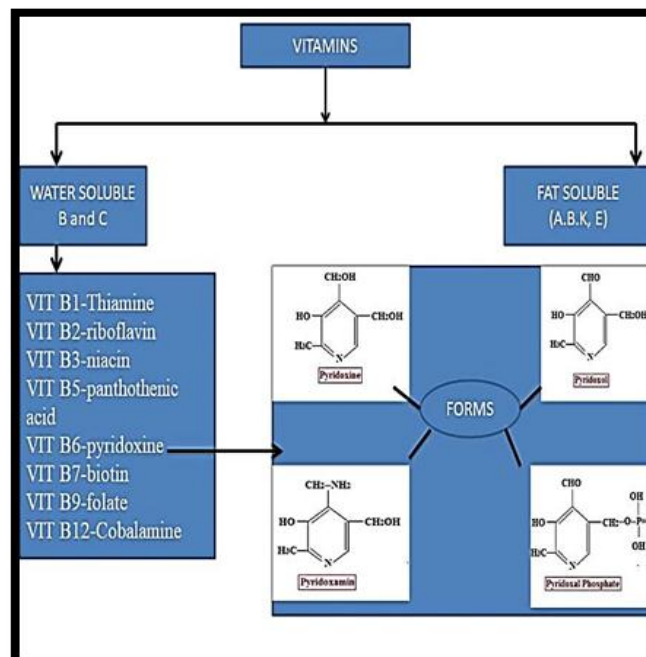 VITAMINS
WATER SOLUBLE
B and C
FAT SOLUBLE
(A.B.K, E)
VIT B1-Thiamine
VIT B2-riboflavin
VIT B3-niacin
VIT B5-panthothenic
acid
VIT B6-pyridoxine
VIT B7-biotin
VIT B9-folate
VIT B12-Cobalamine
CH₂OH
HO
CH₂OH
H₃C
N
Pyridoxine
CHO
HO
CH₂OH
H₃C
N
Pyridoxol
FORMS
CH₂–NH₂
HO
CH₂OH
H₃C
N
Pyridoxamin
CHO
OH
HO
CH₂–O–P
OH
H₃C
N
Pyridoxal Phosphate